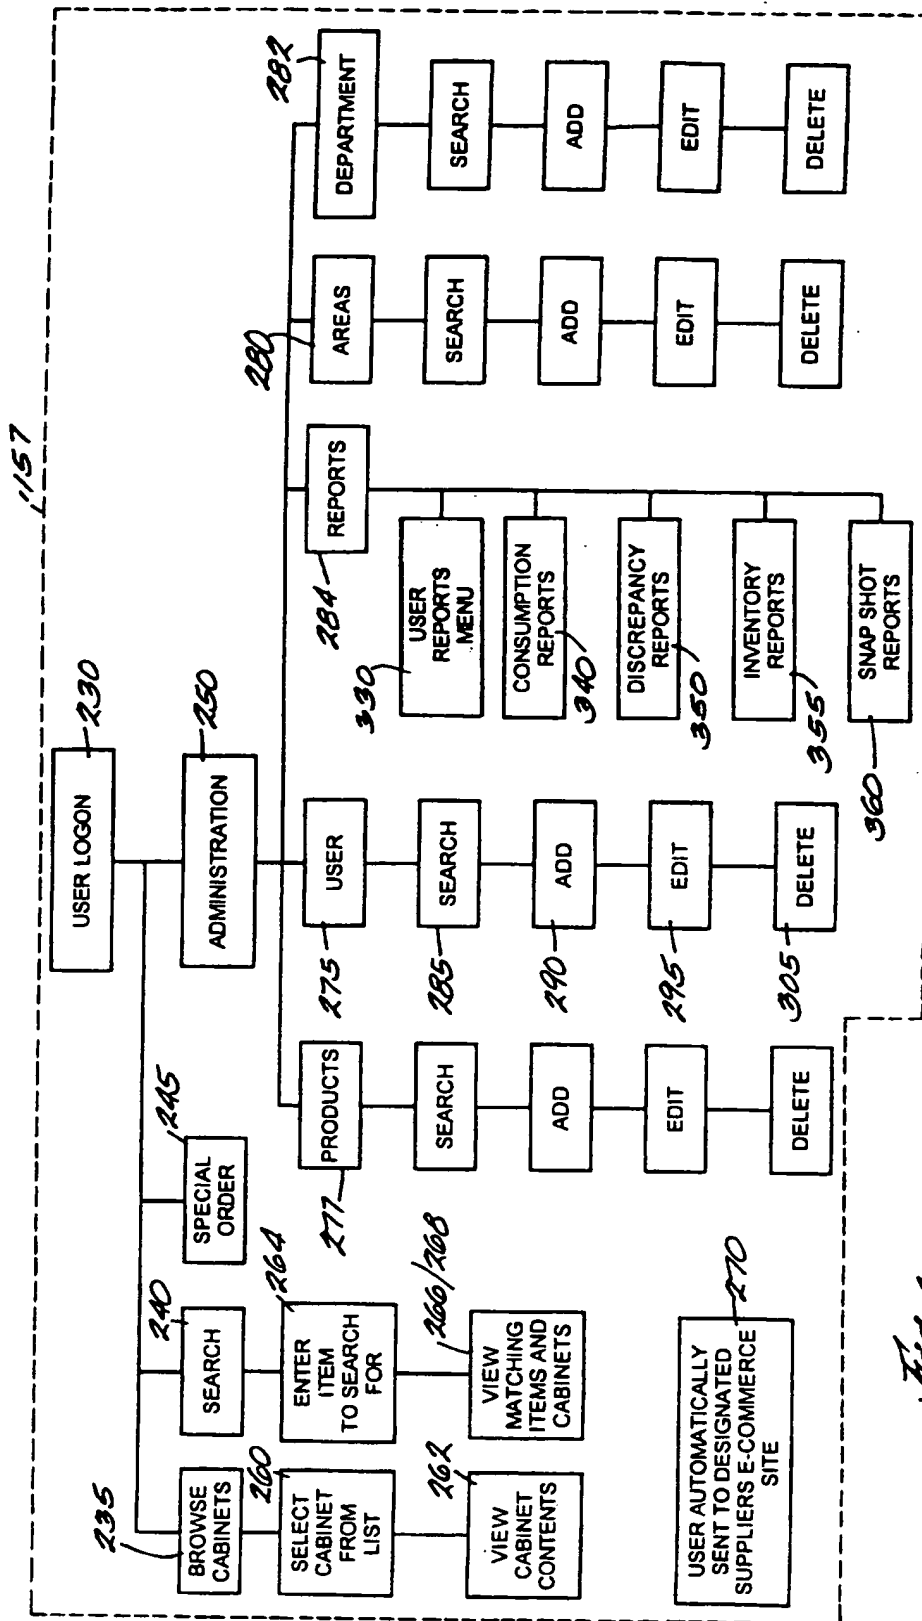 157
USER LOGON
230
ADMINISTRATION
250
235
BROWSE
CABINETS
240
SEARCH
245
SPECIAL
ORDER
260
SELECT
CABINET
FROM
LIST
264
ENTER
ITEM
TO SEARCH
FOR
262
VIEW
CABINET
CONTENTS
266/268
VIEW
MATCHING
ITEMS AND
CABINETS
270
USER AUTOMATICALLY
SENT TO DESIGNATED
SUPPLIERS E-COMMERCE
SITE
277
PRODUCTS
SEARCH
ADD
EDIT
DELETE
275
USER
285
SEARCH
290
ADD
295
EDIT
305
DELETE
284
REPORTS
330
USER
REPORTS
MENU
CONSUMPTION
REPORTS
340
DISCREPANCY
REPORTS
350
INVENTORY
REPORTS
355
SNAP SHOT
REPORTS
360
280
AREAS
SEARCH
ADD
EDIT
DELETE
282
DEPARTMENT
SEARCH
ADD
EDIT
DELETE